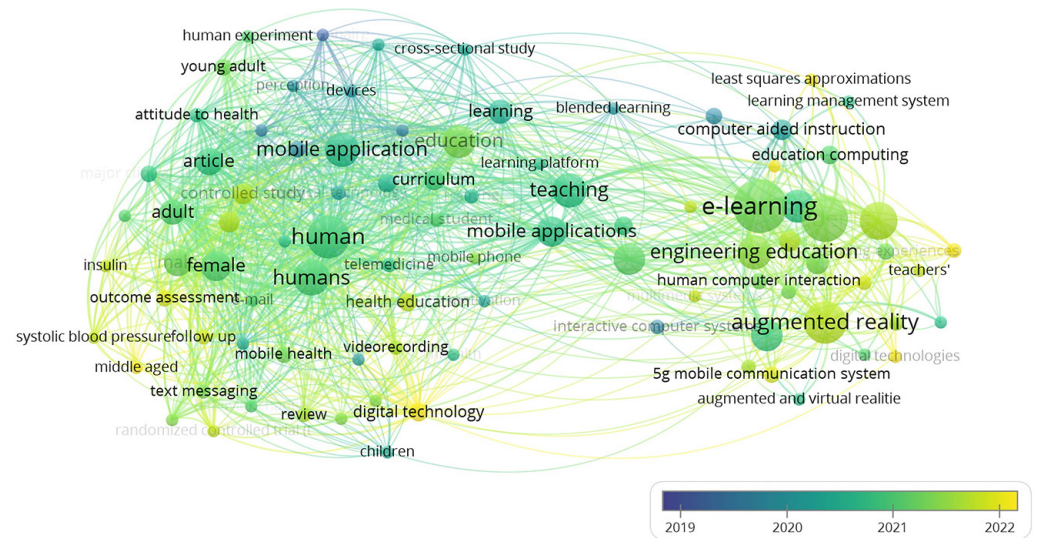 human experiment
cross-sectional study
young adult
least squares approximations
perception
devices
learning management system
attitude to health
learning
blended learning
computer aided instruction
mobile application
education
education computing
article
learning platform
curriculum
controlled study
teaching
e-learning
adult
medical student
mobile applications
human
engineering education
mobile phone
experiences
insulin
female
telemedicine
teachers'
humans
human computer interaction
outcome assessment
e-mail
health education
systolic blood pressure
follow up
interactive computer system
augmented reality
mobile health
videorecording
digital technologies
middle aged
5g mobile communication system
text messaging
augmented and virtual realitie
review
digital technology
randomized controlled trial
children
2019
2020
2021
2022